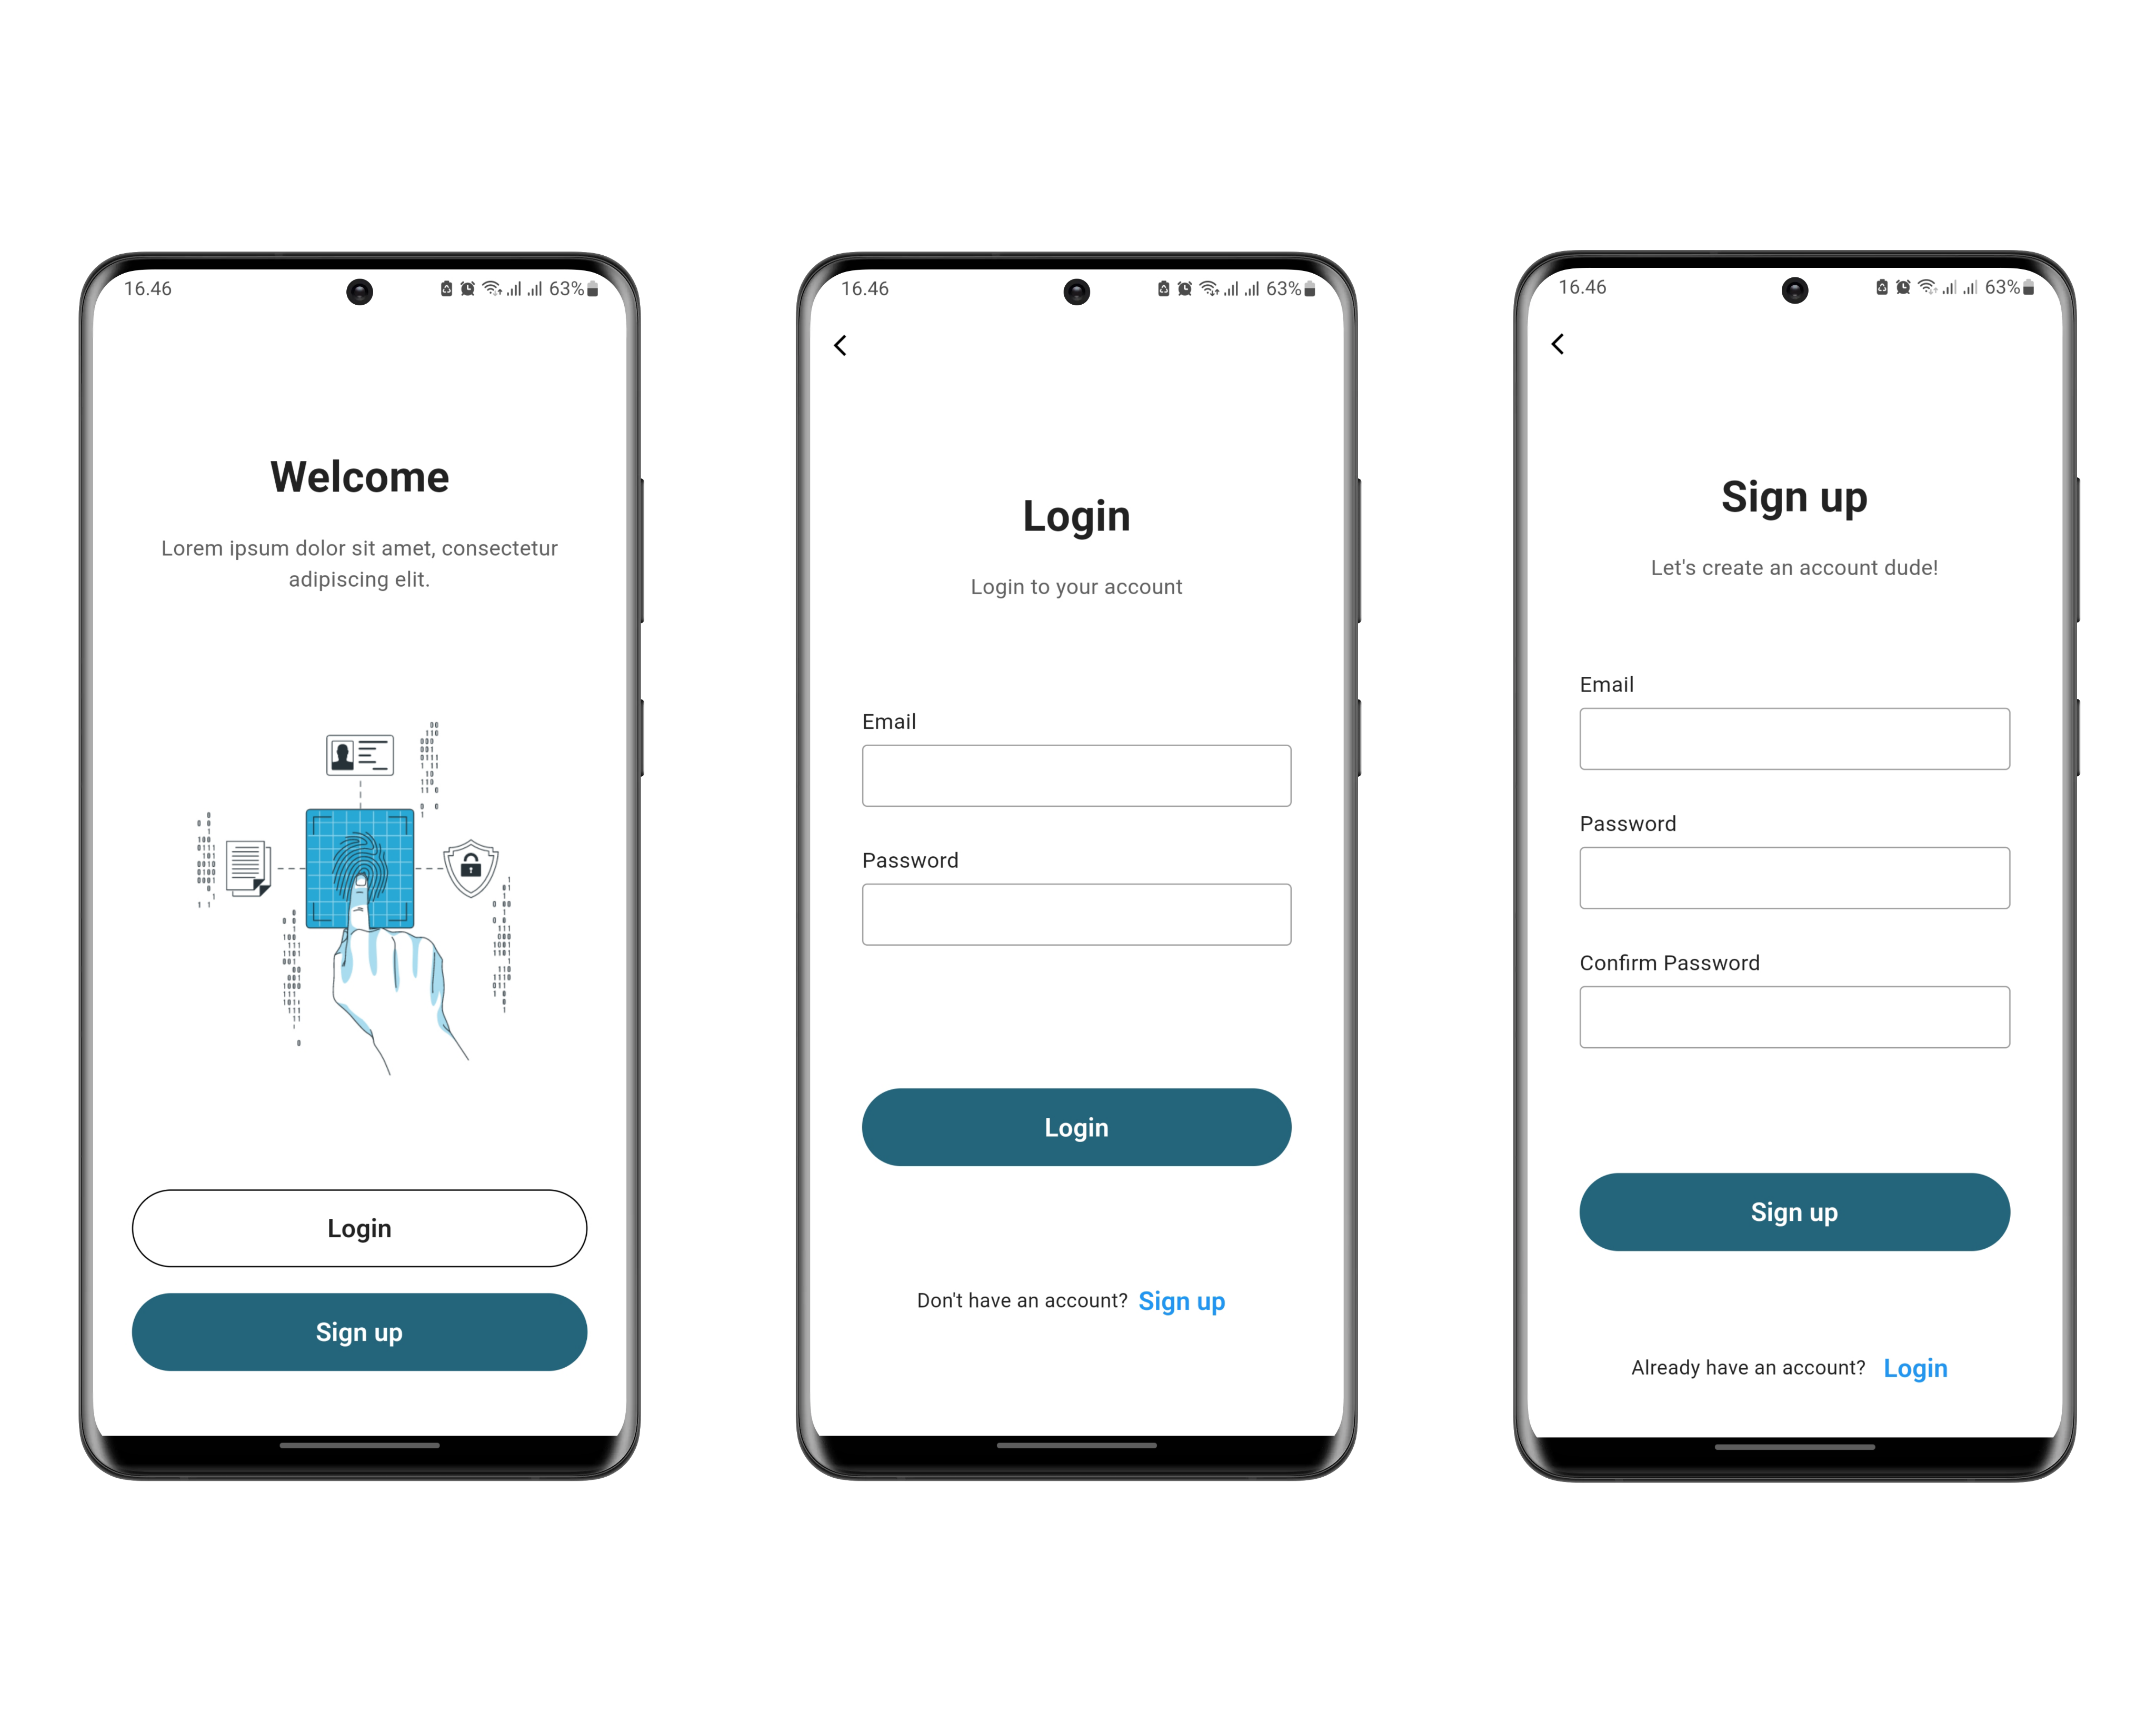 16.46
63%
Welcome
Lorem ipsum dolor sit amet, consectetur
adipiscing elit.
Login
Sign up
16.46
63%
Login
Login to your account
Email
Password
Login
Don't have an account? Sign up
16.46
63%
Sign up
Let's create an account dude!
Email
Password
Confirm Password
Sign up
Already have an account? Login